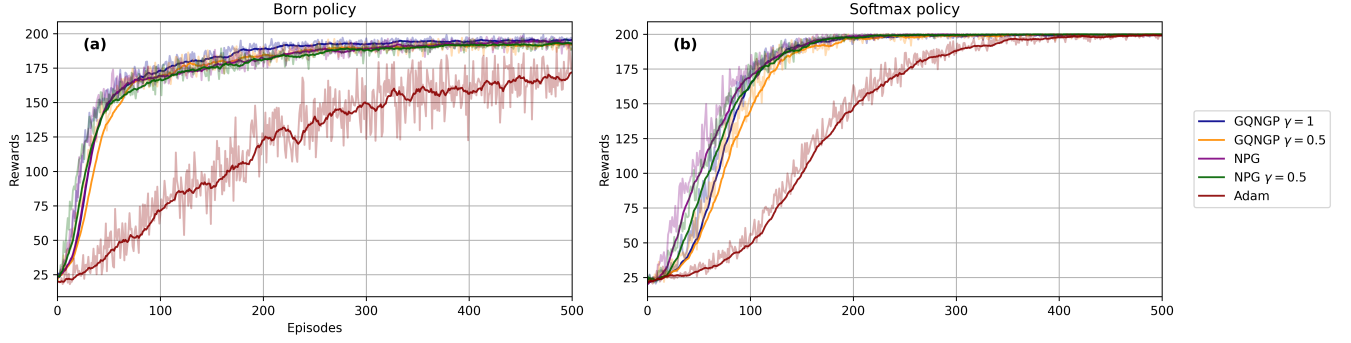 Born policy
(a)
Rewards
200
175
150
125
100
75
50
25
0
100
200
300
400
500
Episodes
Softmax policy
(b)
Rewards
200
175
150
125
100
75
50
25
0
100
200
300
400
500
GQNGP γ = 1
GQNGP γ = 0.5
NPG
NPG γ = 0.5
Adam